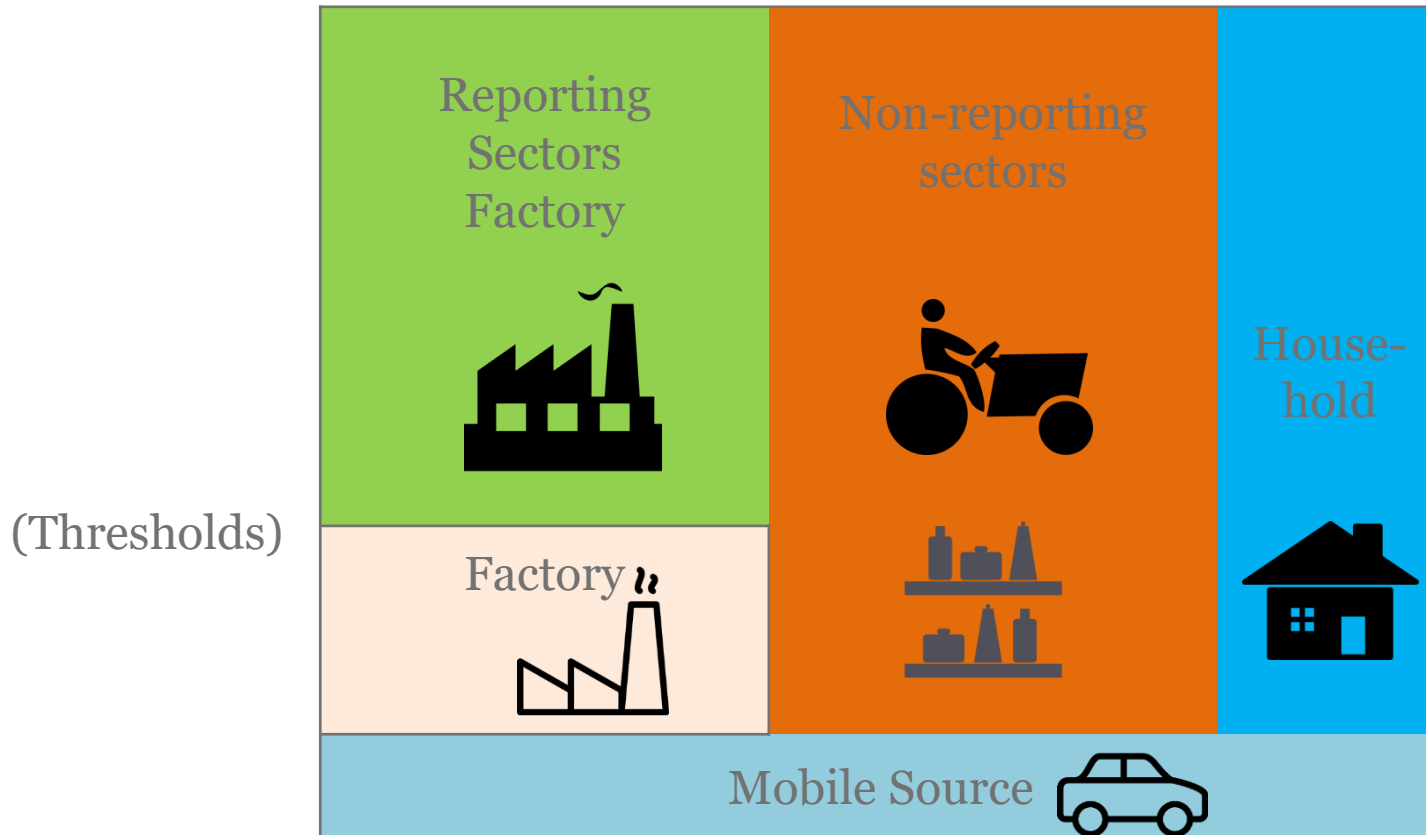 Reporting
Sectors
Factory
Non-reporting
sectors
House-
hold
(Thresholds)
Factory
Mobile Source